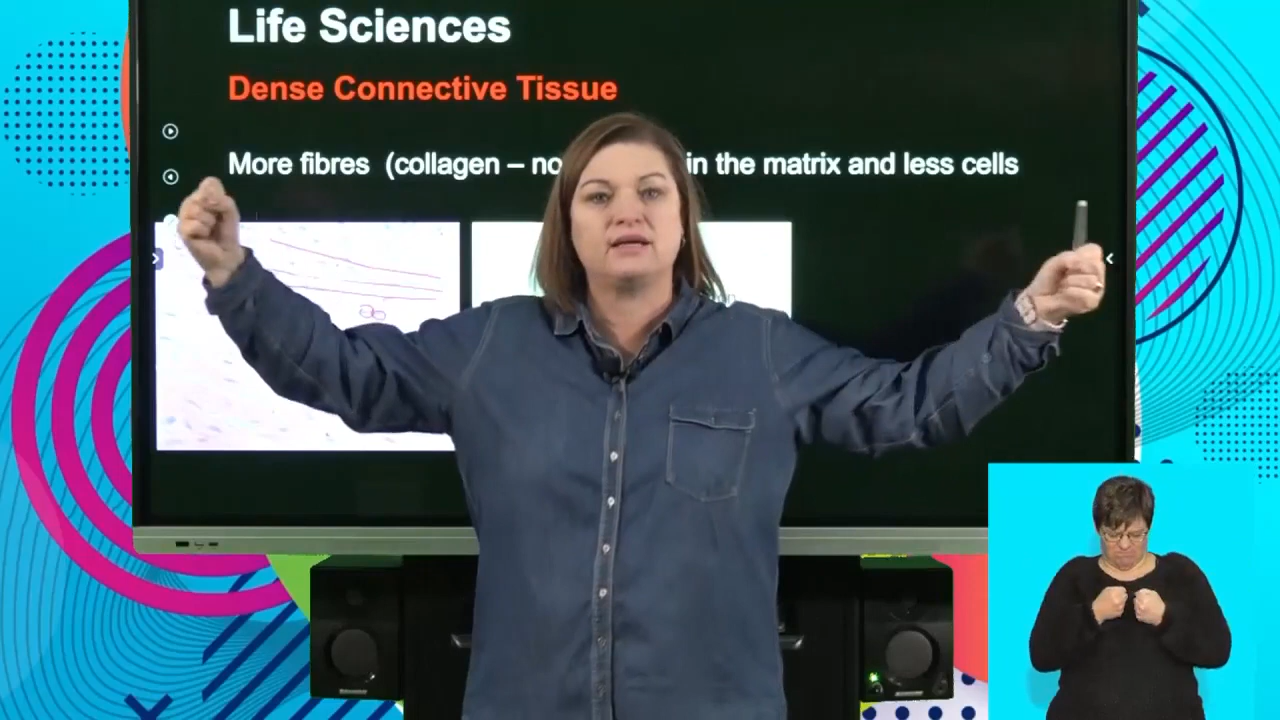 Life Sciences
Dense Connective Tissue
More fibres (collagen – no in the matrix and less cells